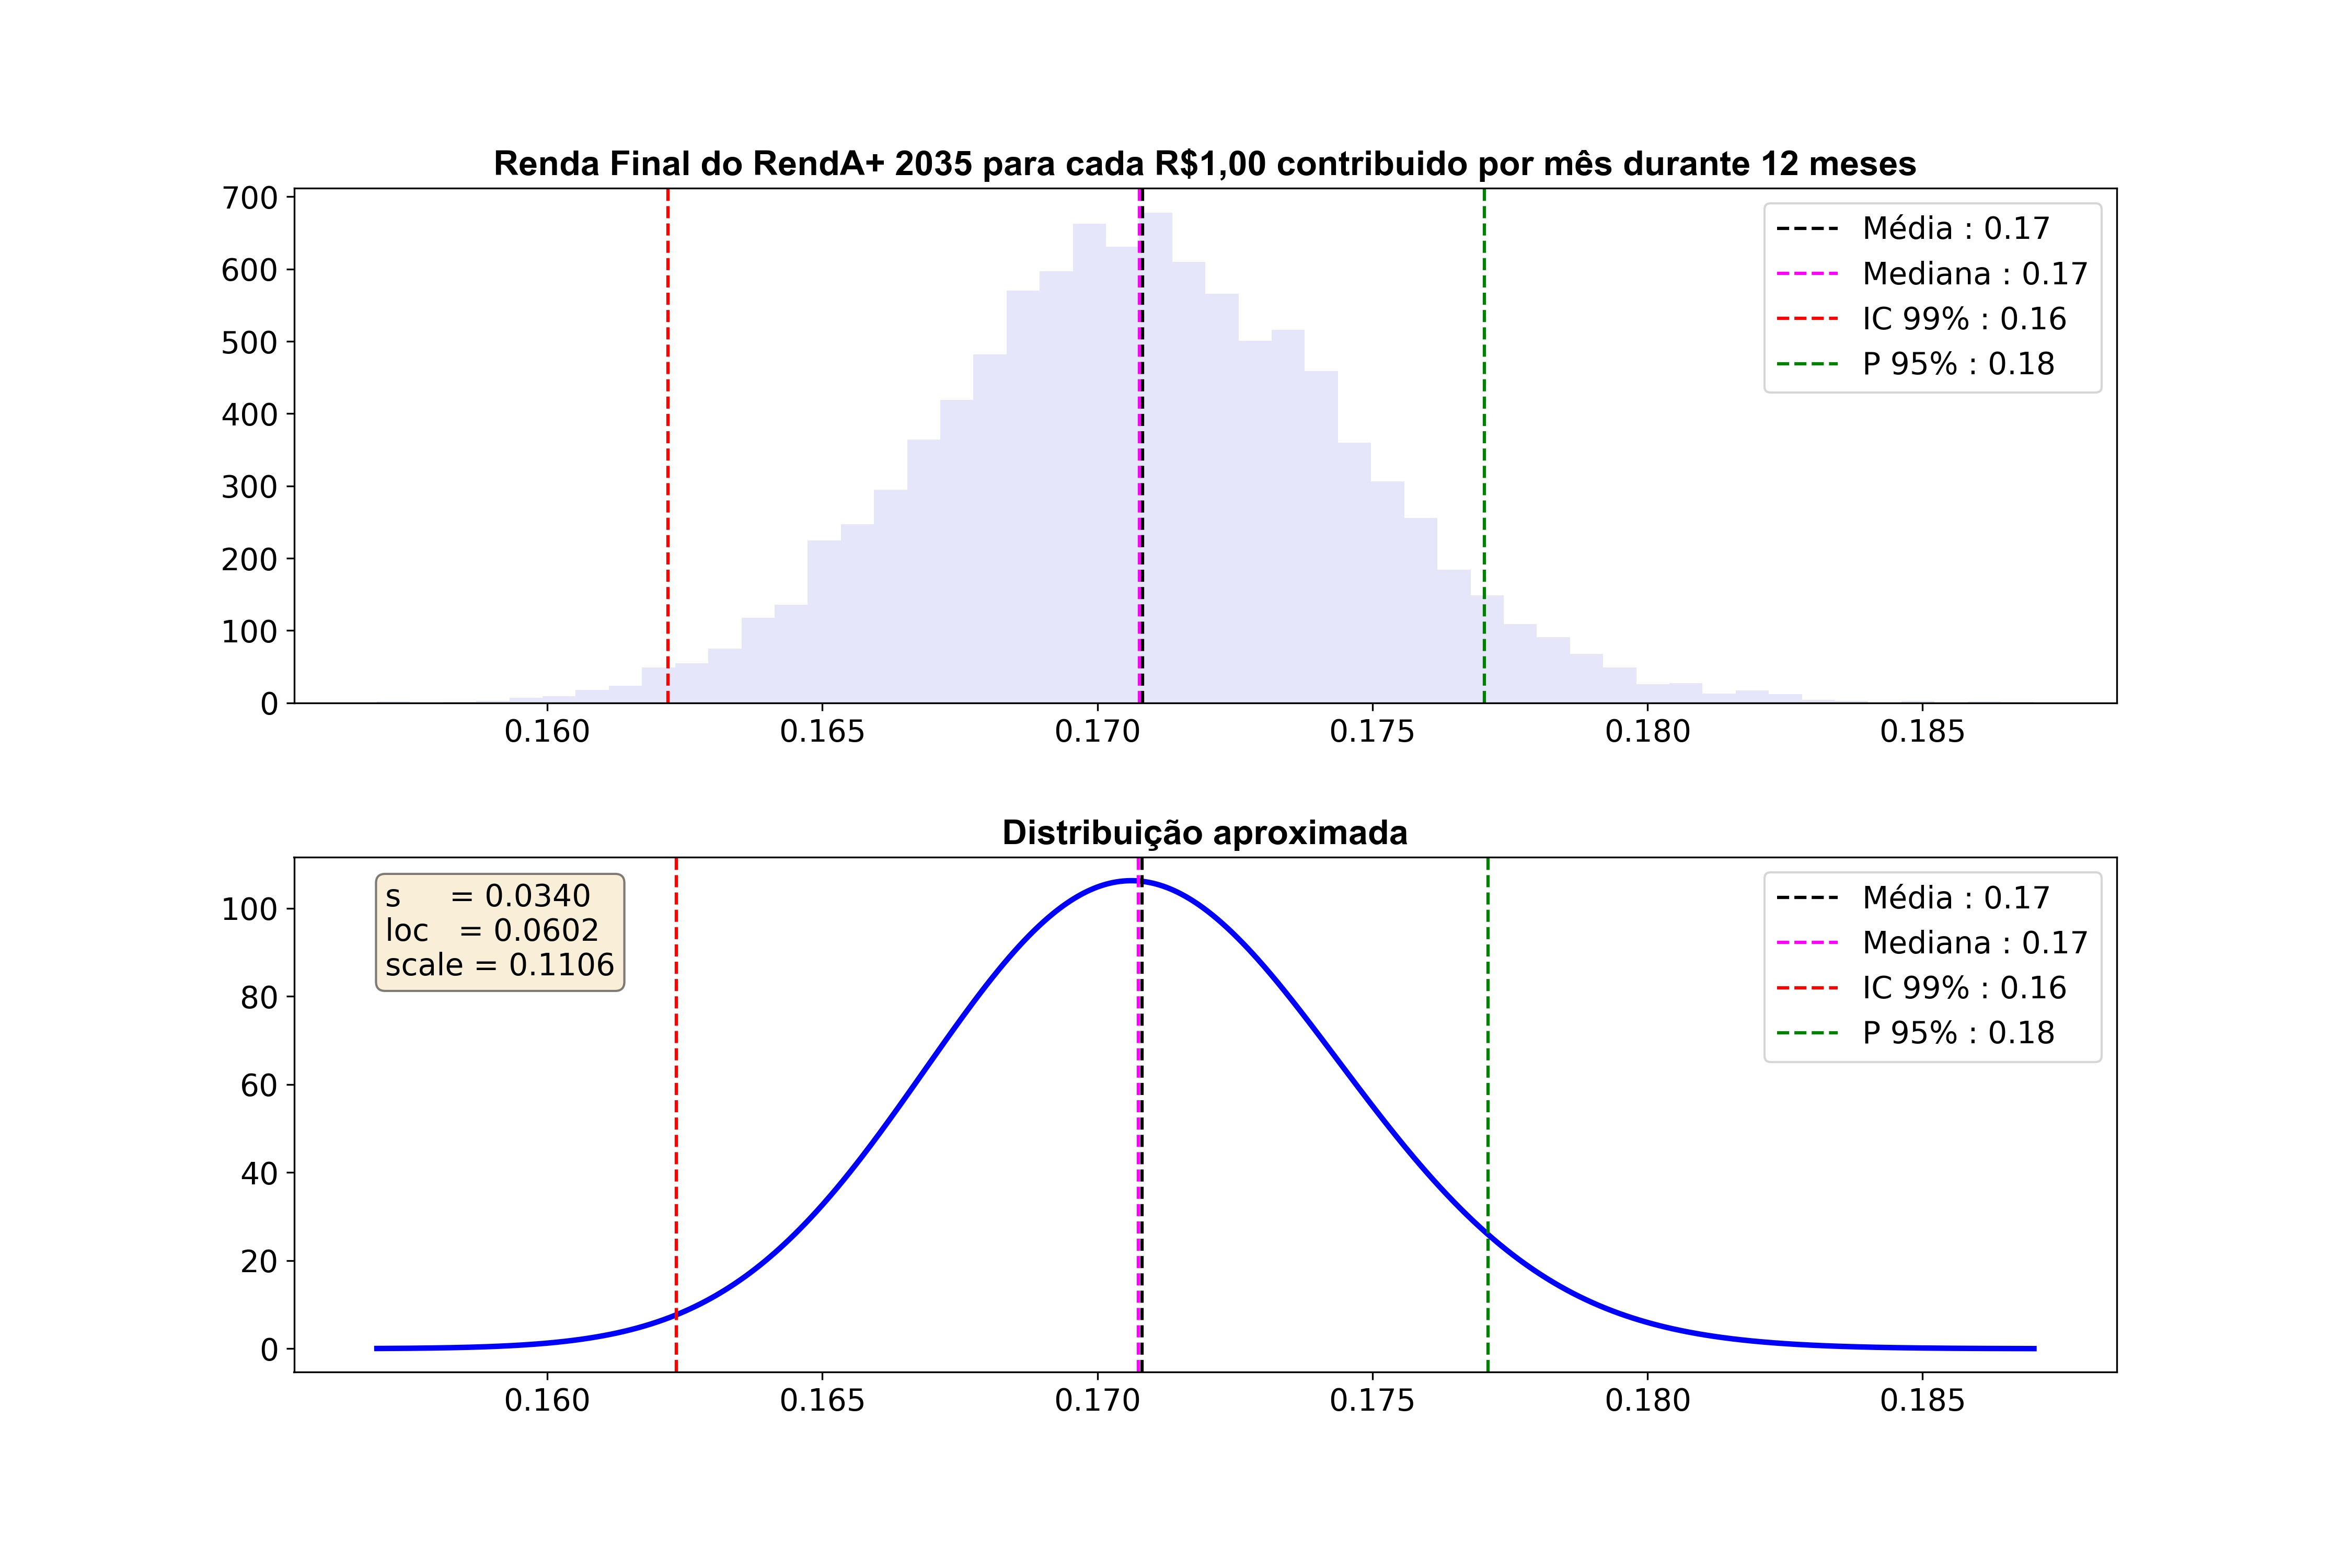 Renda Final do RendA+ 2035 para cada R$1,00 contribuido por mês durante 12 meses
700
600
500
400
300
200
100
0
Média : 0.17
Mediana : 0.17
IC 99% : 0.16
P 95% : 0.18
0.160 0.165 0.170 0.175 0.180 0.185
Distribuição aproximada
100
80
60
40
20
0
s = 0.0340
loc = 0.0602
scale = 0.1106
Média : 0.17
Mediana : 0.17
IC 99% : 0.16
P 95% : 0.18
0.160 0.165 0.170 0.175 0.180 0.185